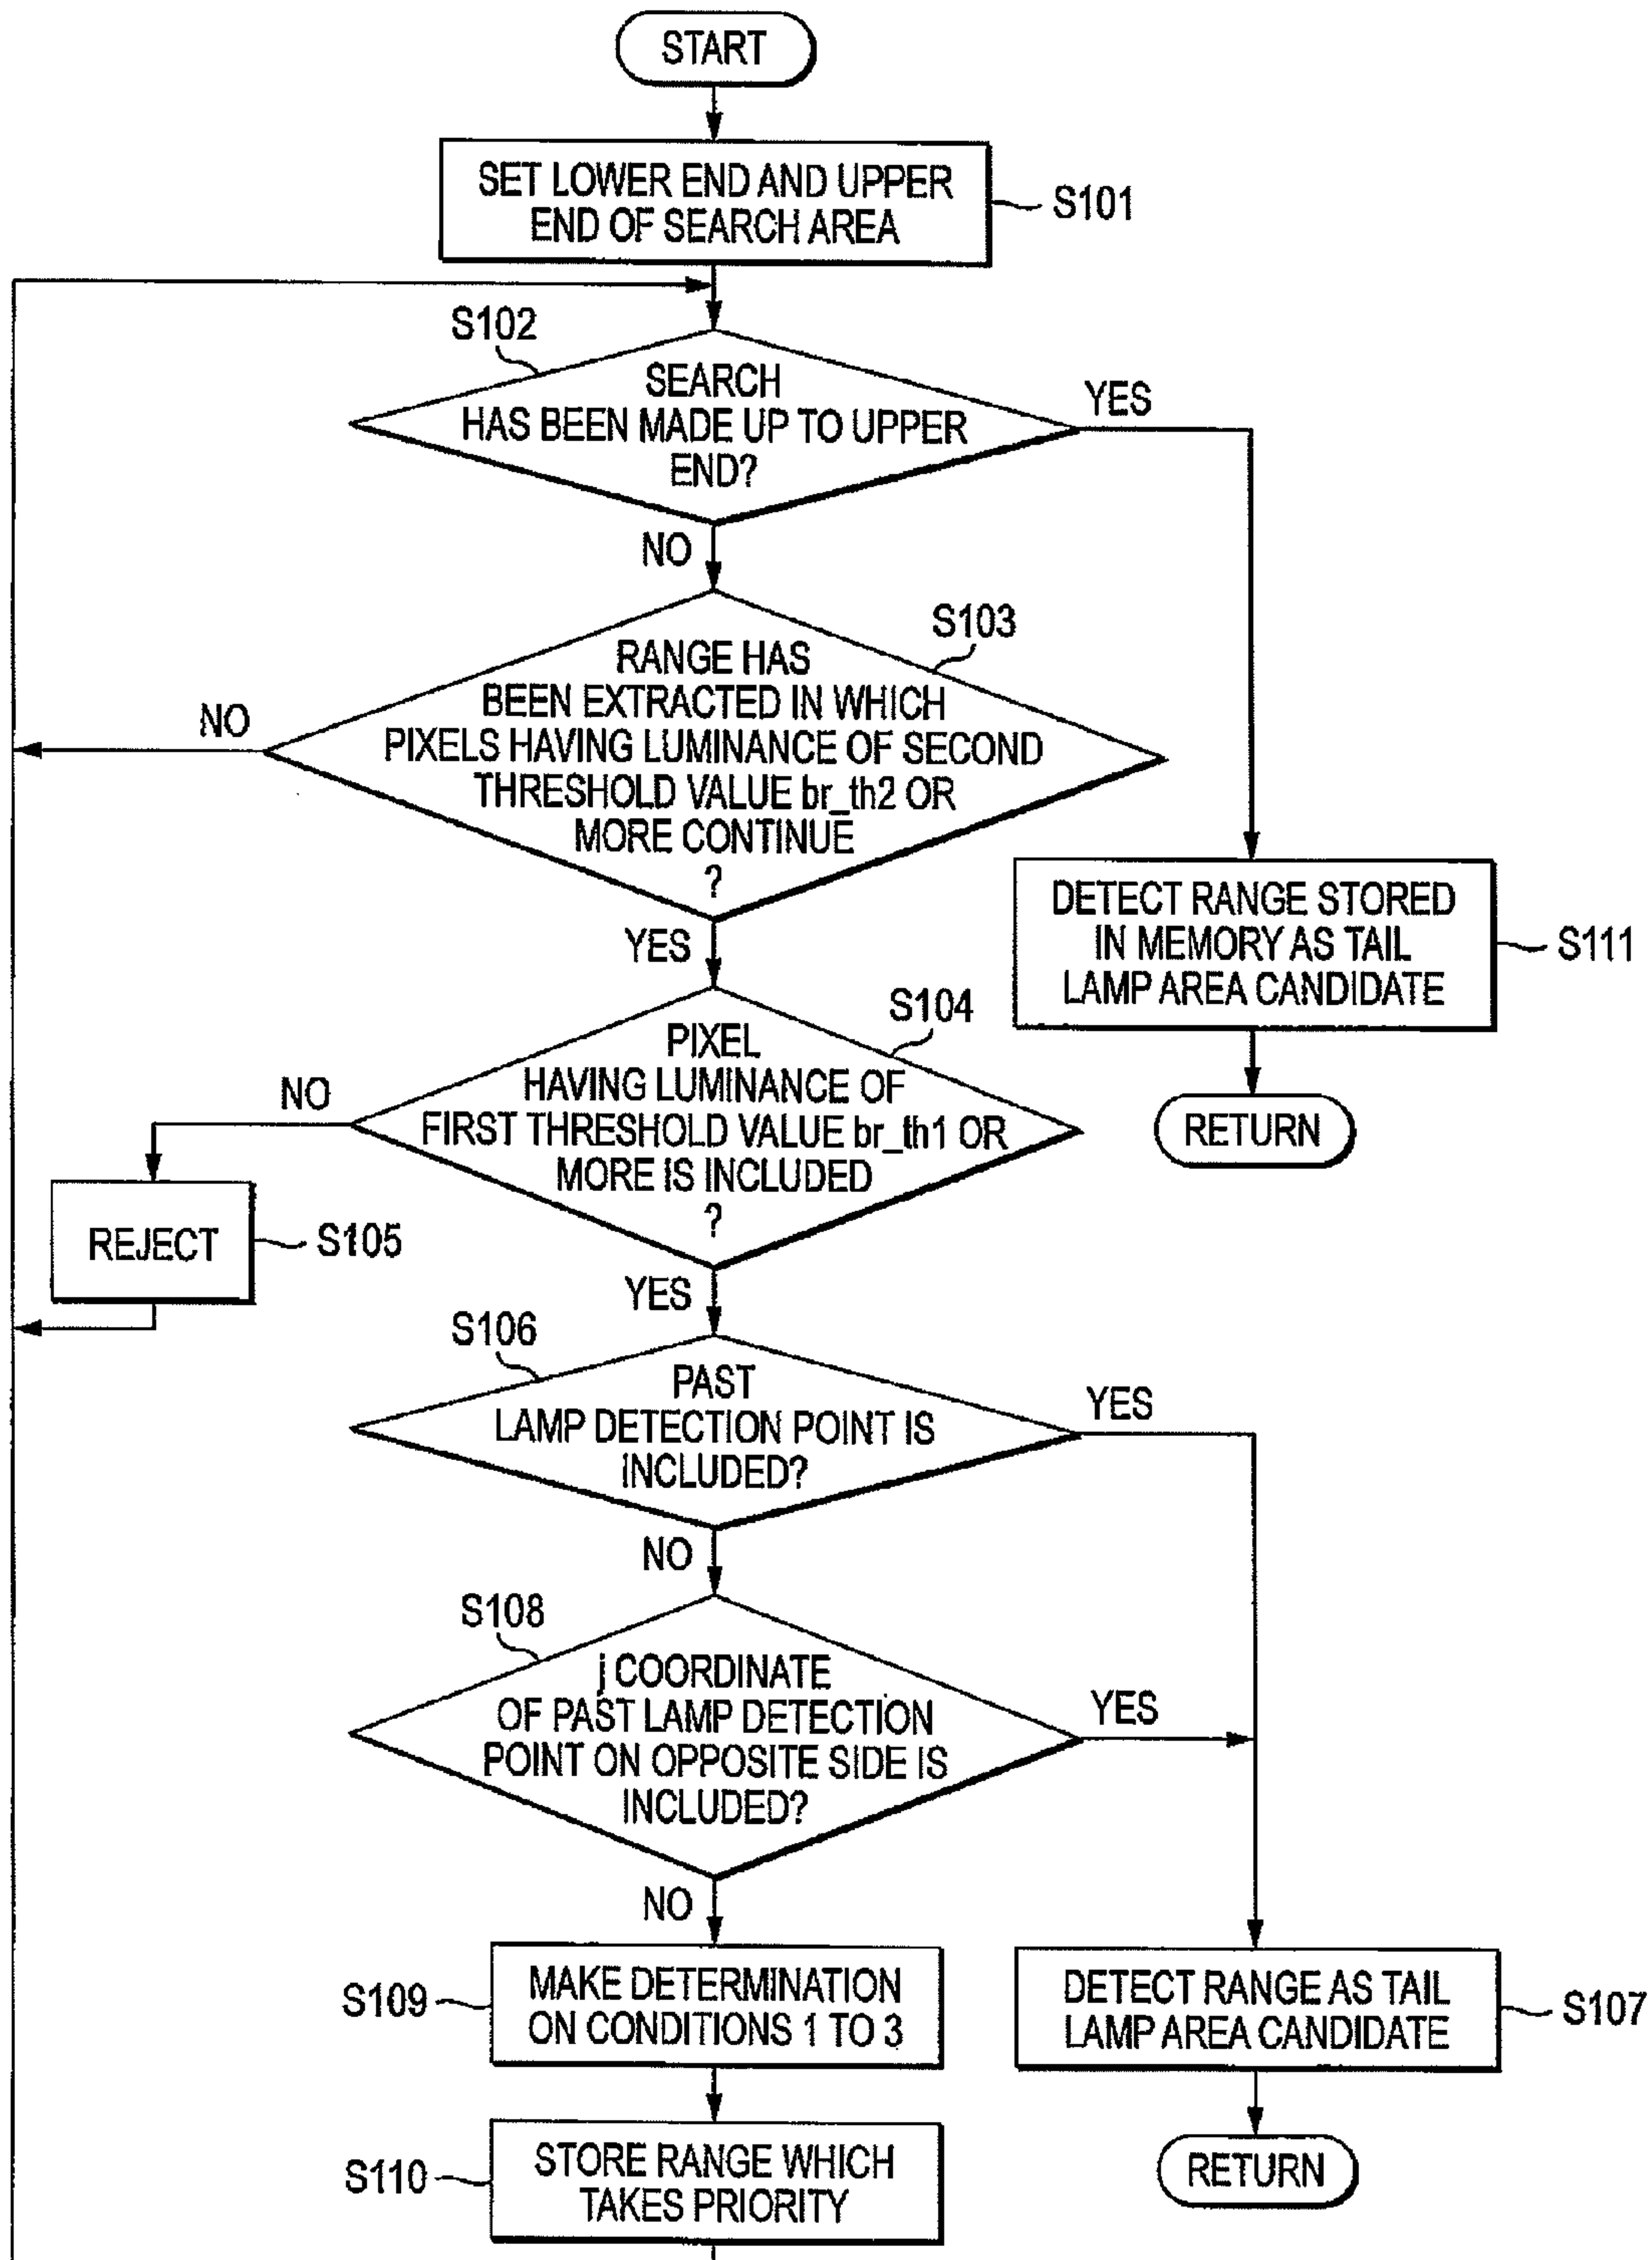 START
SET LOWER END AND UPPER
END OF SEARCH AREA
S101
S102
SEARCH
HAS BEEN MADE UP TO UPPER
END?
YES
NO
S103
RANGE HAS
BEEN EXTRACTED IN WHICH
PIXELS HAVING LUMINANCE OF SECOND
THRESHOLD VALUE br_th2 OR
MORE CONTINUE
?
NO
YES
DETECT RANGE STORED
IN MEMORY AS TAIL
LAMP AREA CANDIDATE
S111
RETURN
S104
PIXEL
HAVING LUMINANCE OF
FIRST THRESHOLD VALUE br_th1 OR
MORE IS INCLUDED
?
NO
REJECT
S105
YES
S106
PAST
LAMP DETECTION POINT IS
INCLUDED?
YES
NO
S108
j COORDINATE
OF PAST LAMP DETECTION
POINT ON OPPOSITE SIDE IS
INCLUDED?
YES
NO
S109
MAKE DETERMINATION
ON CONDITIONS 1 TO 3
DETECT RANGE AS TAIL
LAMP AREA CANDIDATE
S107
S110
STORE RANGE WHICH
TAKES PRIORITY
RETURN